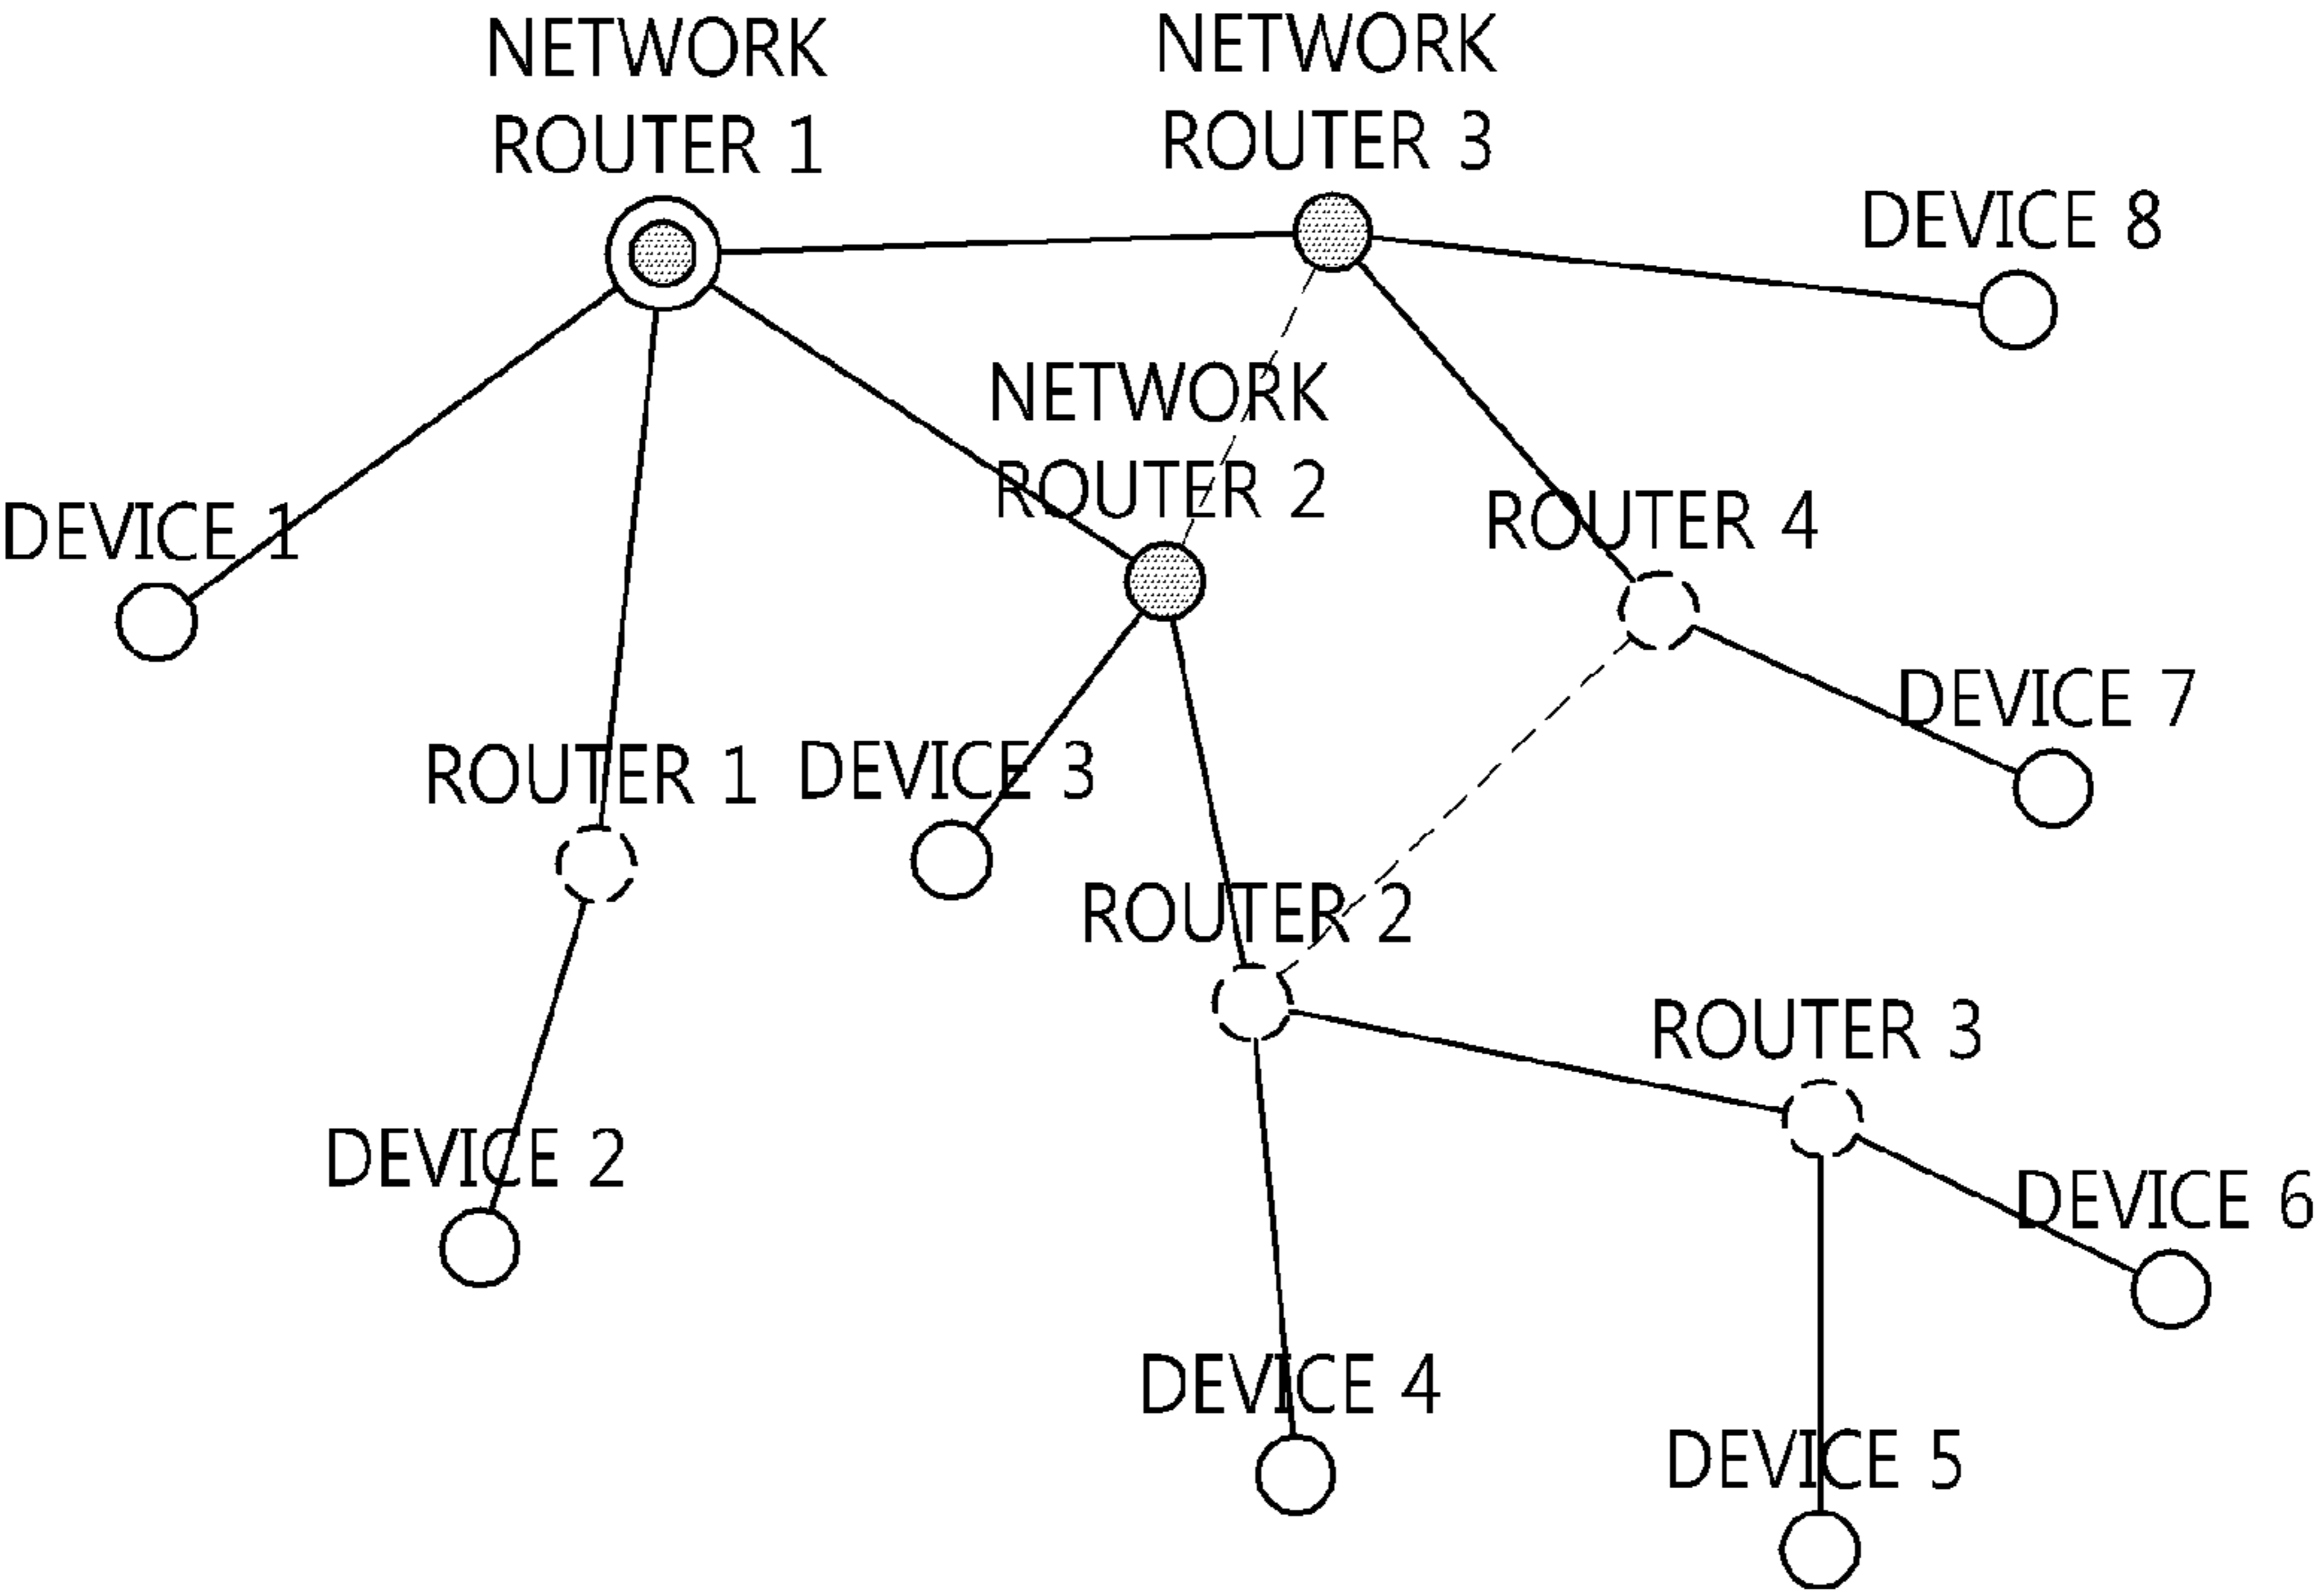 NETWORK
ROUTER 1
NETWORK
ROUTER 3
DEVICE 8
NETWORK
ROUTER 2
ROUTER 4
DEVICE 1
DEVICE 7
ROUTER 1
DEVICE 3
ROUTER 2
ROUTER 3
DEVICE 2
DEVICE 6
DEVICE 4
DEVICE 5